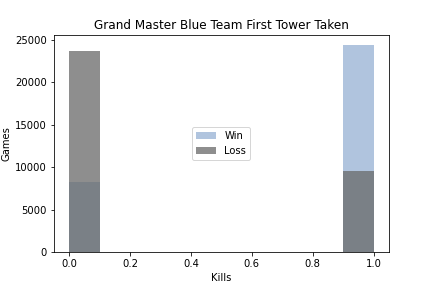 Grand Master Blue Team First Tower Taken
25000
20000
15000
10000
5000
0
Games
Win
Loss
0.0 0.2 0.4 0.6 0.8 1.0
Kills